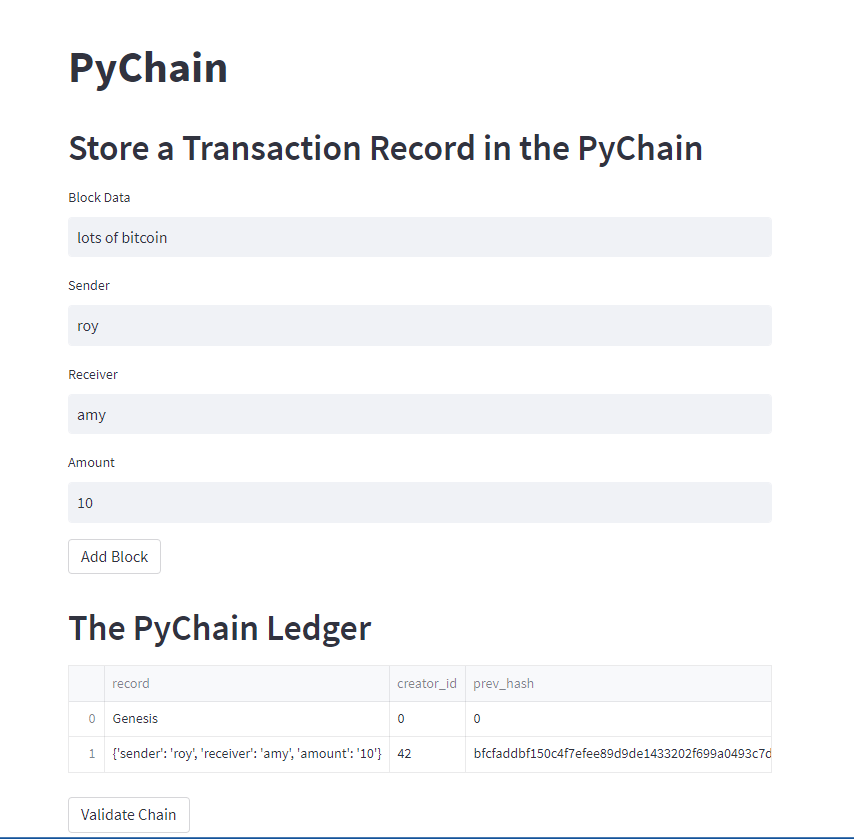 PyChain
Store a Transaction Record in the PyChain
Block Data
lots of bitcoin
Sender
roy
Receiver
amy
Amount
10
Add Block
The PyChain Ledger
record creator_id prev_hash
0 Genesis 0 0
1 {'sender': 'roy', 'receiver': 'amy', 'amount': '10'} 42 bfcfaddbf150c4f7efee89d9de1433202f699a0493c7d
Validate Chain